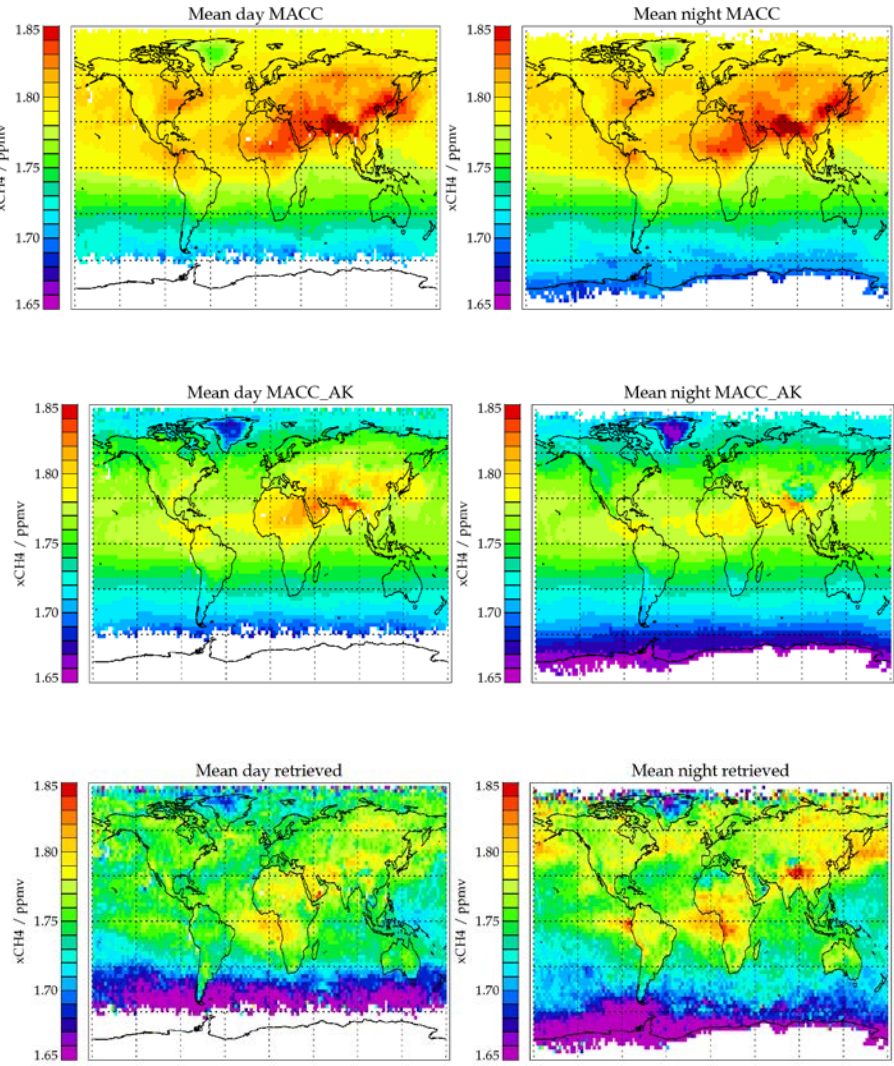 Mean day MACC
Mean night MACC
1.85
1.80
1.75
1.70
1.65
xCH4 / ppmv
1.85
1.80
1.75
1.70
1.65
xCH4 / ppmv
Mean day MACC_AK
Mean night MACC_AK
1.85
1.80
1.75
1.70
1.65
xCH4 / ppmv
1.85
1.80
1.75
1.70
1.65
xCH4 / ppmv
Mean day retrieved
Mean night retrieved
1.85
1.80
1.75
1.70
1.65
xCH4 / ppmv
1.85
1.80
1.75
1.70
1.65
xCH4 / ppmv